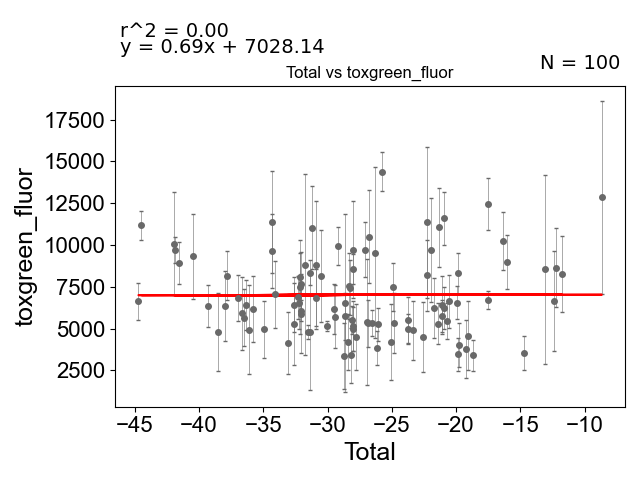 r^2 = 0.00
y = 0.69x + 7028.14
N = 100
Total vs toxgreen_fluor
toxgreen_fluor
17500
15000
12500
10000
7500
5000
2500
−45 −40 −35 −30 −25 −20 −15 −10
Total